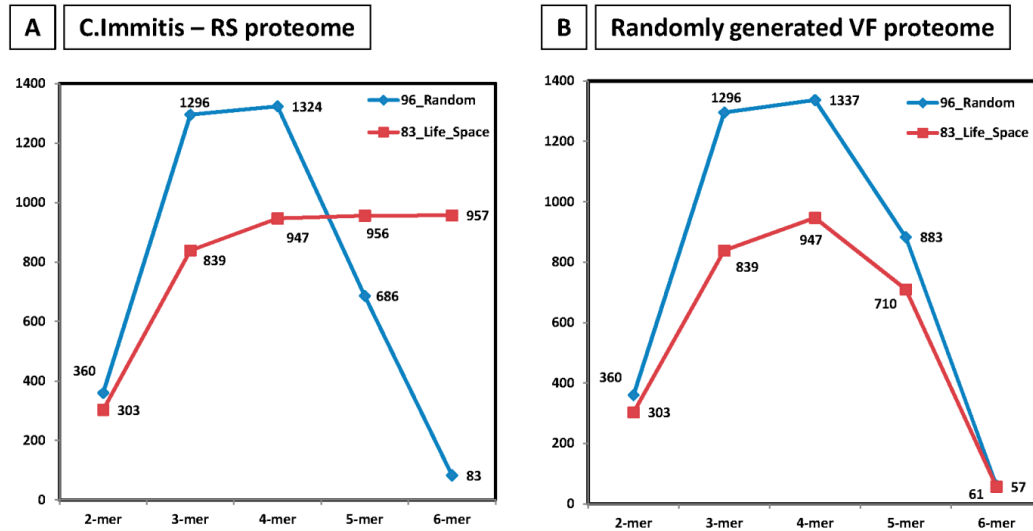 A
C.Immitis – RS proteome
1400
1200
1000
800
600
400
200
0
1296
1324
96_Random
83_Life_Space
957
947
956
839
686
360
303
83
2-mer
3-mer
4-mer
5-mer
6-mer
B
Randomly generated VF proteome
1400
1200
1000
800
600
400
200
0
1296
1337
96_Random
83_Life_Space
947
883
839
710
360
303
61
57
2-mer
3-mer
4-mer
5-mer
6-mer